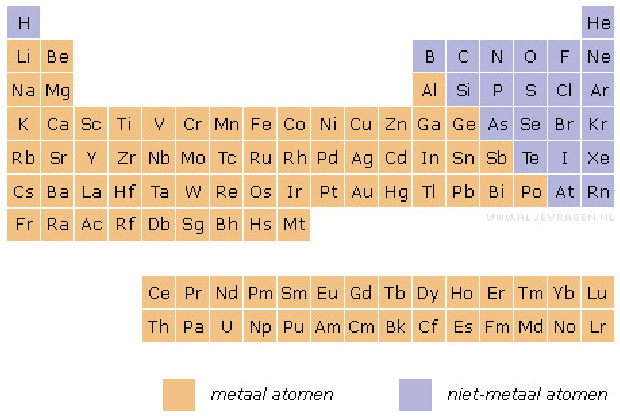 H He
Li Be B C N O F Ne
Na Mg Al Si P S Cl Ar
K Ca Sc Ti V Cr Mn Fe Co Ni Cu Zn Ga Ge As Se Br Kr
Rb Sr Y Zr Nb Mo Tc Ru Rh Pd Ag Cd In Sn Sb Te I Xe
Cs Ba La Hf Ta W Re Os Ir Pt Au Hg Tl Pb Bi Po At Rn
Fr Ra Ac Rf Db Sg Bh Hs Mt
WWW.ALJEVRAGEN.NL
Ce Pr Nd Pm Sm Eu Gd Tb Dy Ho Er Tm Yb Lu
Th Pa U Np Pu Am Cm Bk Cf Es Fm Md No Lr
metaal atomen niet-metaal atomen